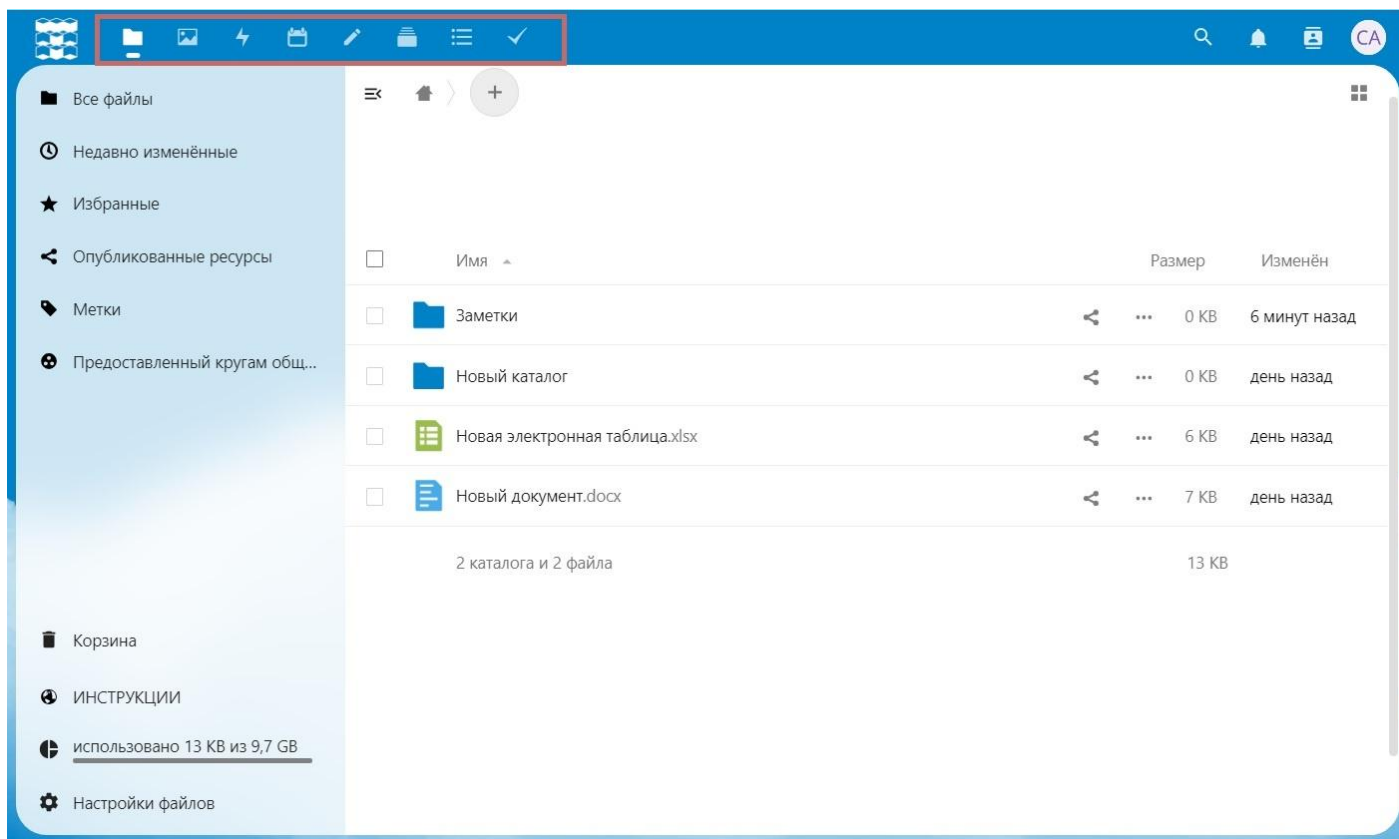 CA
Все файлы
Недавно изменённые
Избранные
Опубликованные ресурсы
Метки
Предоставленный кругам общ...
Корзина
ИНСТРУКЦИИ
использовано 13 KB из 9,7 GB
Настройки файлов
Имя Размер Изменён
Заметки 0 KB 6 минут назад
Новый каталог 0 KB день назад
Новая электронная таблица.xlsx 6 KB день назад
Новый документ.docx 7 KB день назад
2 каталога и 2 файла 13 KB